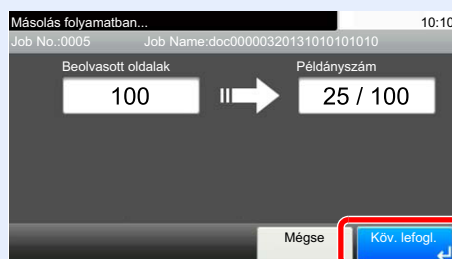 Másolás folyamatban... 10:10
Job No.:0005 Job Name:doc00000320131010101010
Beolvasott oldalak Példányszám
100 25 / 100
Mégse Köv. lefogl.